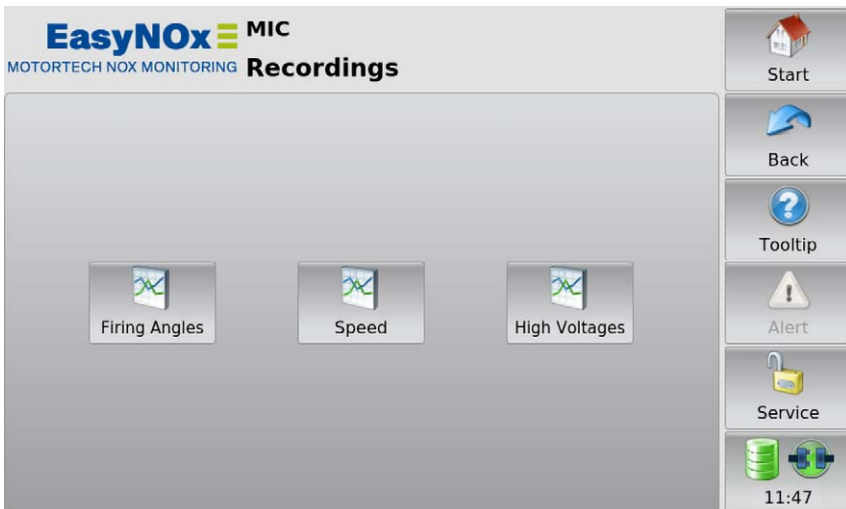 EasyNOx MIC
MOTORTECH NOX MONITORING Recordings
Start
Back
Tooltip
Alert
Service
11:47
Firing Angles Speed High Voltages